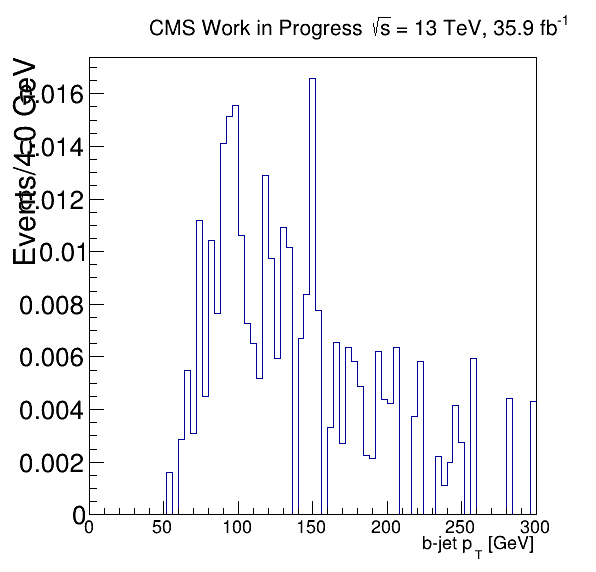 CMS Work in Progress √s = 13 TeV, 35.9 fb⁻¹
Events/4.0 GeV
0.016
0.014
0.012
0.01
0.008
0.006
0.004
0.002
0
0 50 100 150 200 250 300
b-jet p_T [GeV]